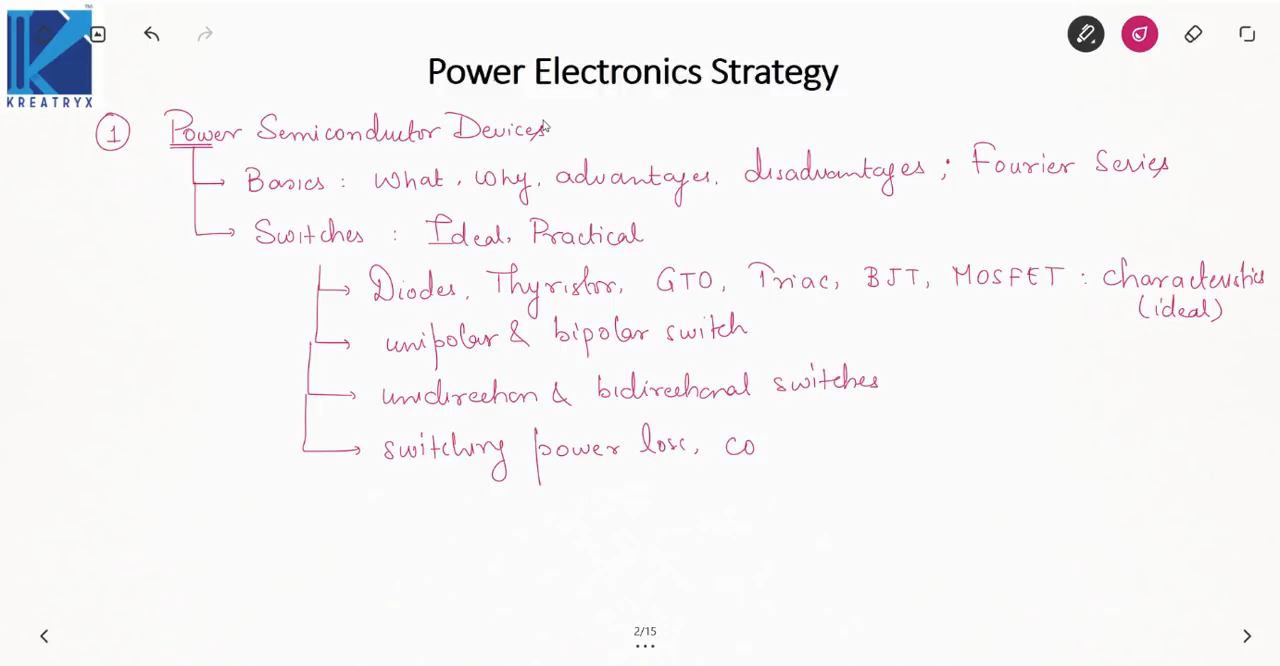 TM
KREATRYX
Power Electronics Strategy
1 Power Semiconductor Devices
Basics : What, Why, advantages, disadvantages ; Fourier Series
Switches : Ideal, Practical
Diodes, Thyristor, GTO, Triac, BJT, MOSFET : characteristics
(ideal)
unipolar & bipolar switch
unidirection & bidirectional switches
switching power loss, co
2/15